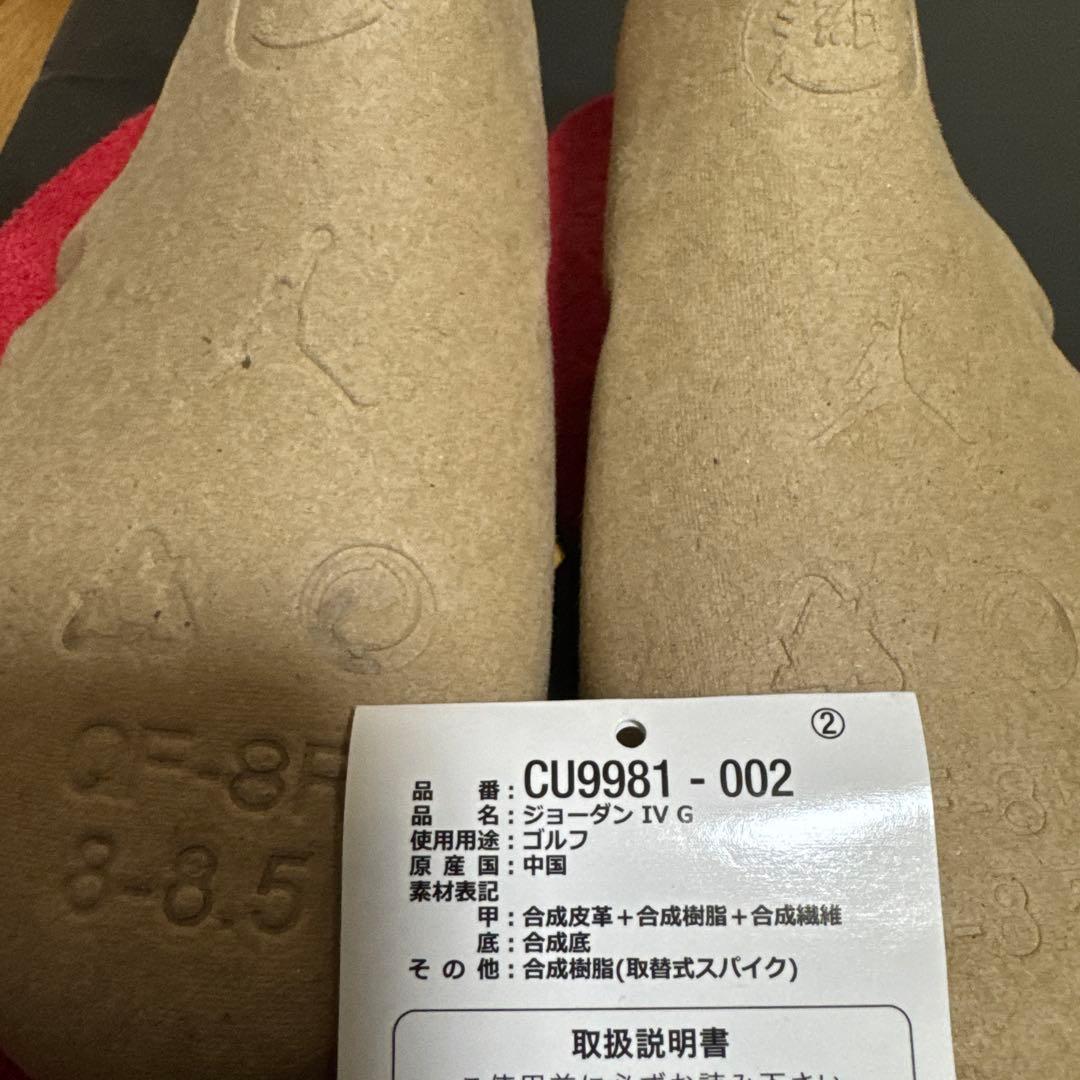 紙
QF-8
8-8.5
②
品 番：CU9981 - 002
品 名：ジョーダン IV G
使用用途：ゴルフ
原 産 国：中国
素材表記
甲：合成皮革＋合成樹脂＋合成繊維
底：合成底
そ の 他：合成樹脂(取替式スパイク)
取扱説明書